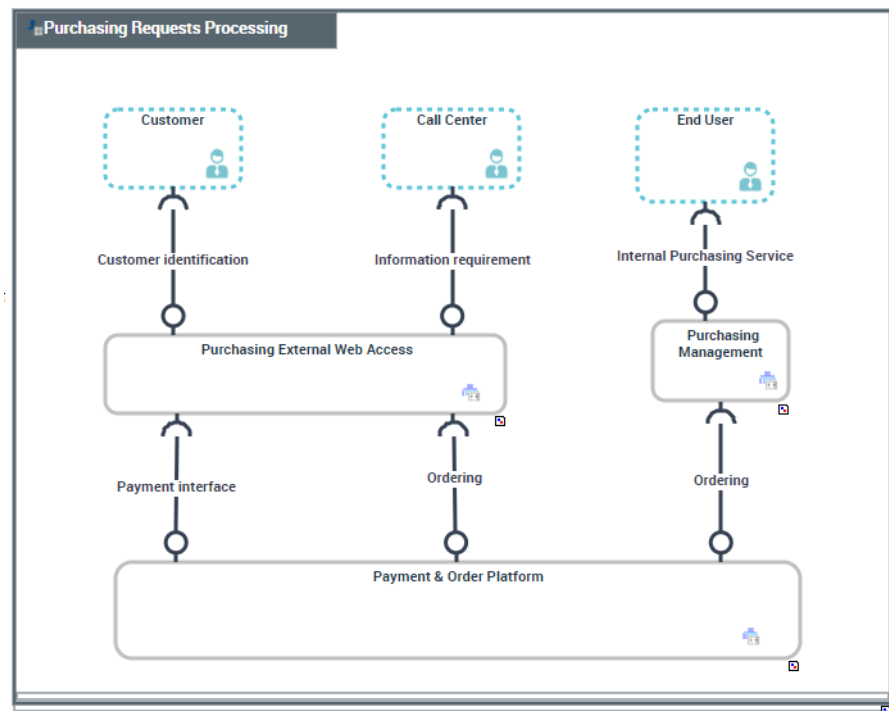 Purchasing Requests Processing
Customer
Call Center
End User
Customer identification
Information requirement
Internal Purchasing Service
Purchasing External Web Access
Purchasing
Management
Payment interface
Ordering
Ordering
Payment & Order Platform